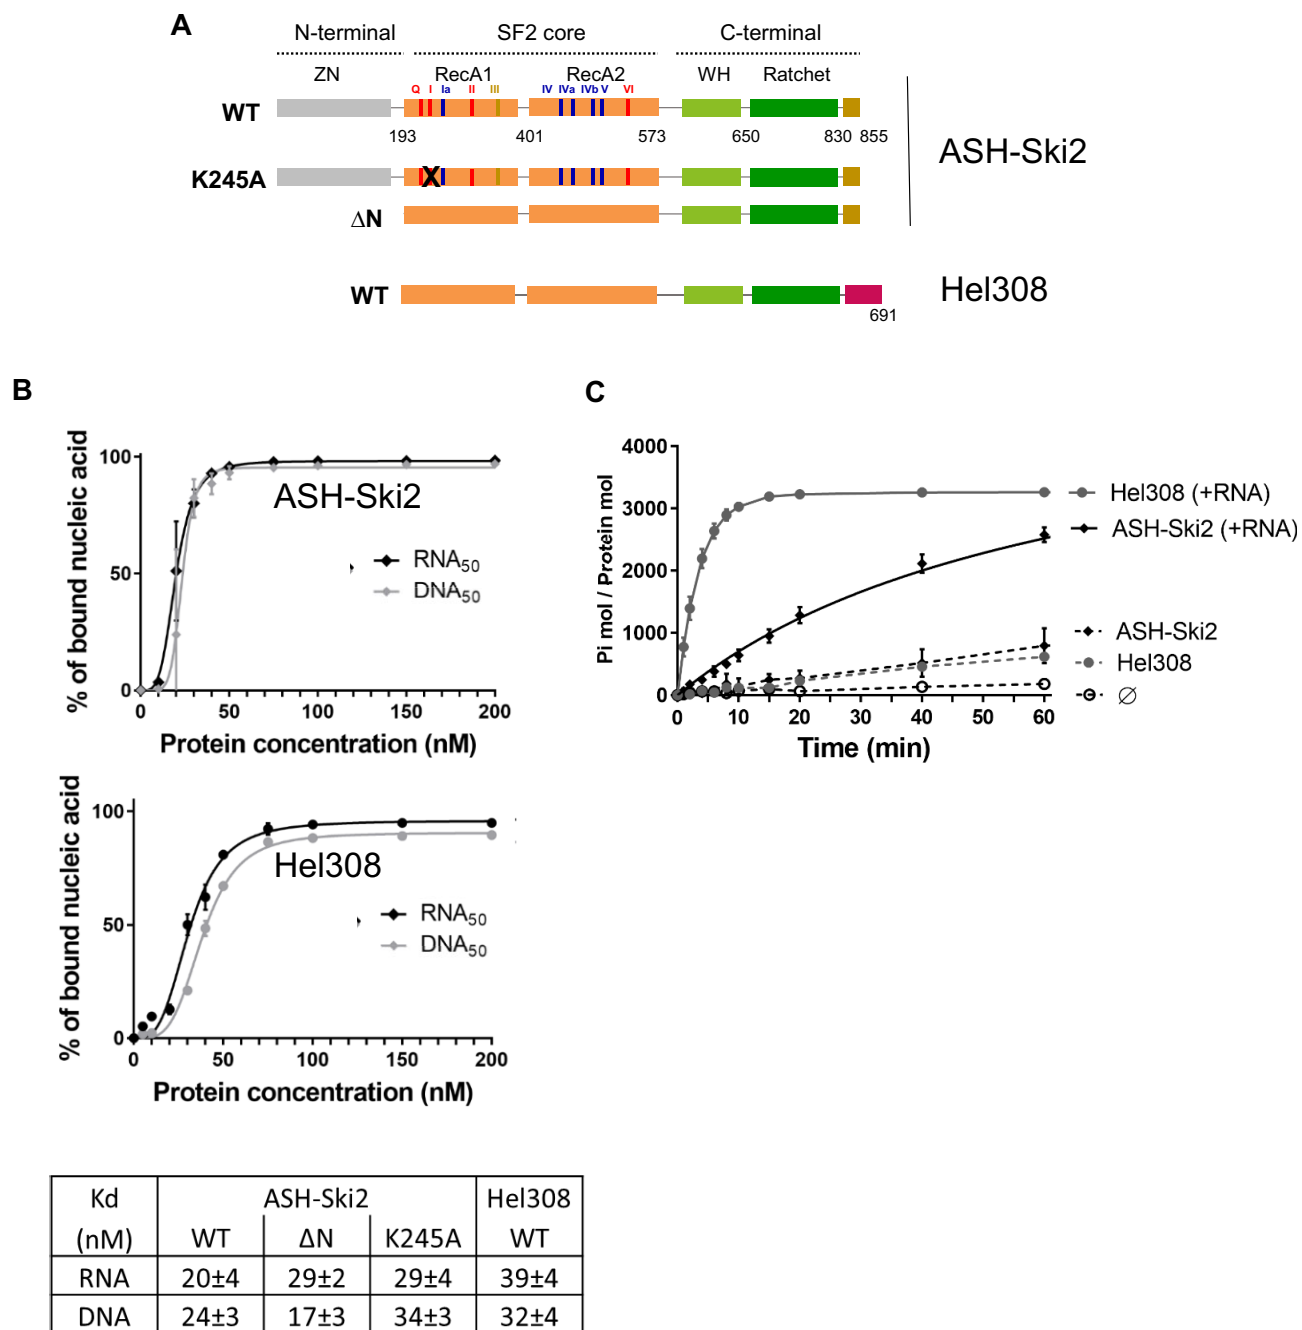 A
N-terminal SF2 core C-terminal
ZN RecA1 RecA2 WH Ratchet
Q I Ia II III IV IVa IVb V VI
WT
193 401 573 650 830 855
ASH-Ski2
K245A
X
ΔN
WT
Hel308
691
B
% of bound nucleic acid
100
50
0
ASH-Ski2
RNA50
DNA50
0 50 100 150 200
Protein concentration (nM)
% of bound nucleic acid
100
50
0
Hel308
RNA50
DNA50
0 50 100 150 200
Protein concentration (nM)
C
Pi mol / Protein mol
4000
3000
2000
1000
0
Hel308 (+RNA)
ASH-Ski2 (+RNA)
ASH-Ski2
Hel308
∅
0 10 20 30 40 50 60
Time (min)
Kd ASH-Ski2 Hel308
(nM) WT ΔN K245A WT
RNA 20±4 29±2 29±4 39±4
DNA 24±3 17±3 34±3 32±4